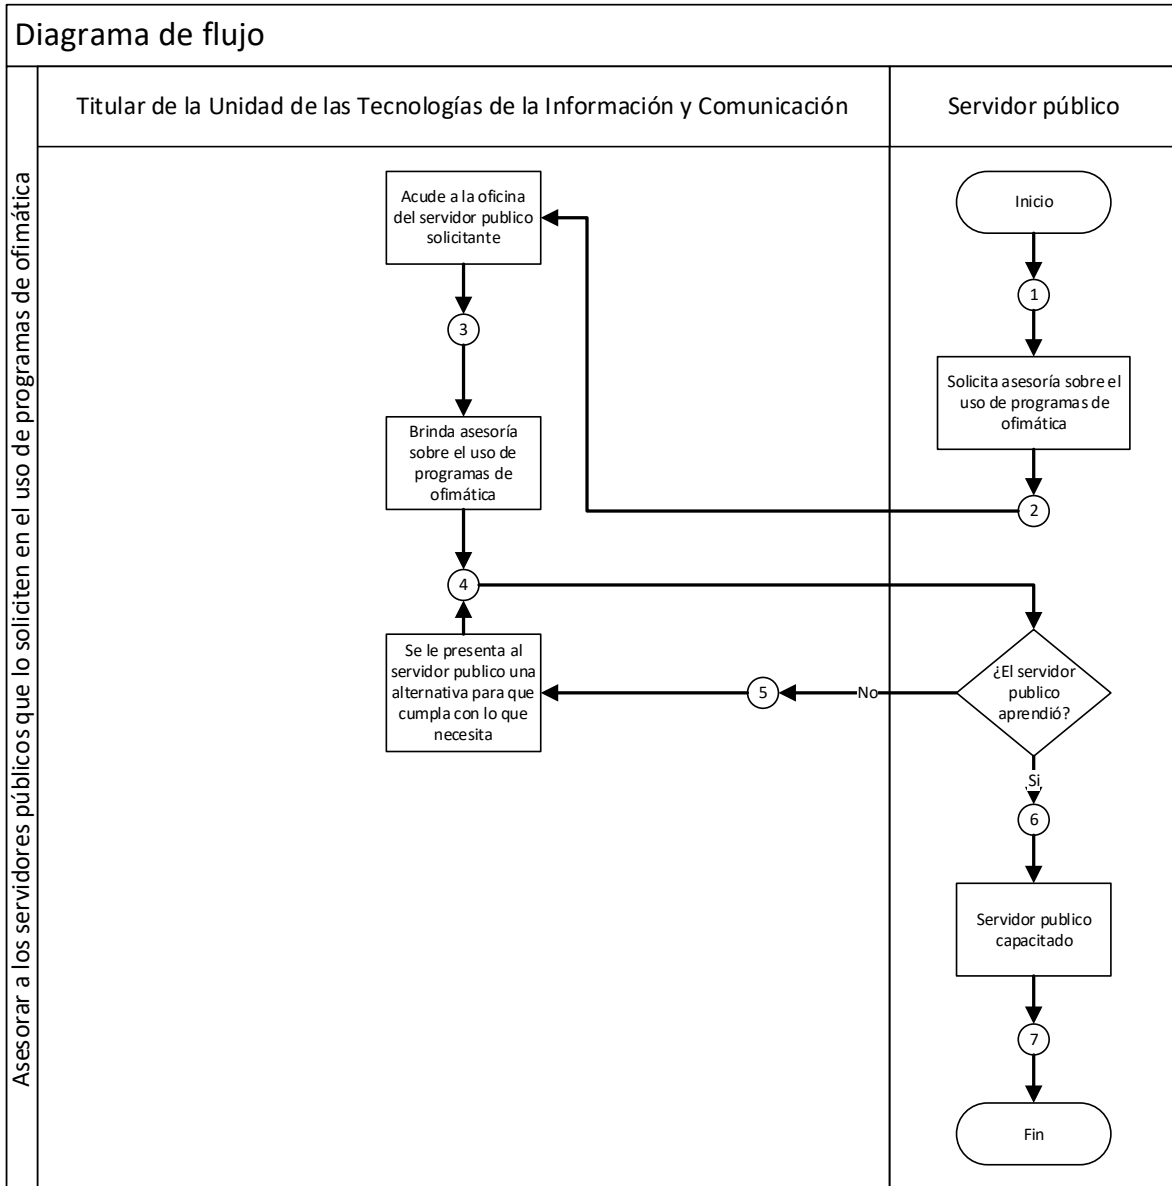 Diagrama de flujo
Asesorar a los servidores públicos que lo soliciten en el uso de programas de ofimática
Titular de la Unidad de las Tecnologías de la Información y Comunicación
Servidor público
Inicio
1
Solicita asesoría sobre el
uso de programas de
ofimática
2
Acude a la oficina
del servidor publico
solicitante
3
Brinda asesoría
sobre el uso de
programas de
ofimática
4
¿El servidor
publico
aprendió?
No
5
Se le presenta al
servidor publico una
alternativa para que
cumpla con lo que
necesita
Si
6
Servidor publico
capacitado
7
Fin